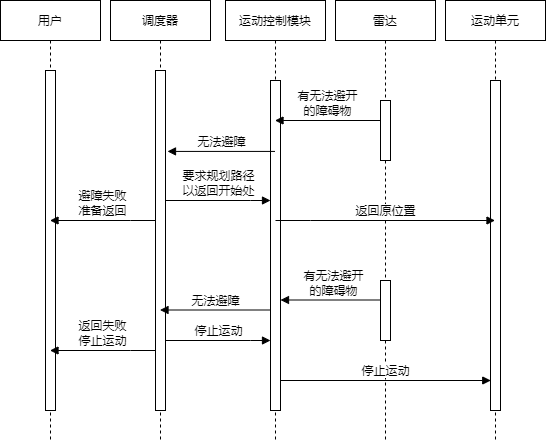 用户
调度器
运动控制模块
雷达
运动单元
有无法避开
的障碍物
无法避障
要求规划路径
以返回开始处
避障失败
准备返回
返回原位置
有无法避开
的障碍物
无法避障
返回失败
停止运动
停止运动
停止运动